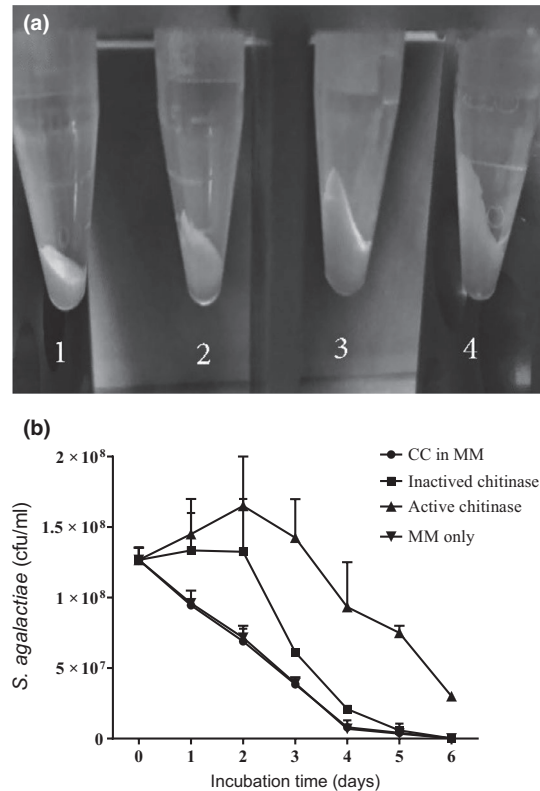 (a)
1 2 3 4
(b)
2 × 10⁸
1.5 × 10⁸
1 × 10⁸
5 × 10⁷
0
S. agalactiae (cfu/ml)
CC in MM
Inactived chitinase
Active chitinase
MM only
0 1 2 3 4 5 6
Incubation time (days)